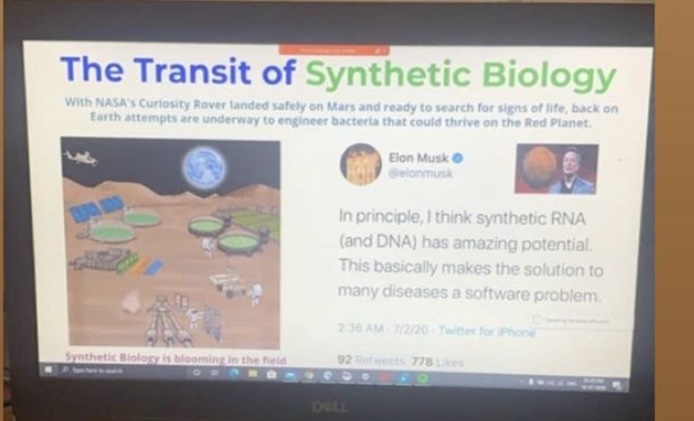 The Transit of Synthetic Biology
With NASA's Curiosity Rover landed safely on Mars and ready to search for signs of life, back on
Earth attempts are underway to engineer bacteria that could thrive on the Red Planet.
Elon Musk
@elonmusk
In principle, I think synthetic RNA
(and DNA) has amazing potential.
This basically makes the solution to
many diseases a software problem.
2:36 AM · 7/2/20 · Twitter for iPhone
92 Retweets 778 Likes
Synthetic Biology is blooming in the field
Type here to search
DELL